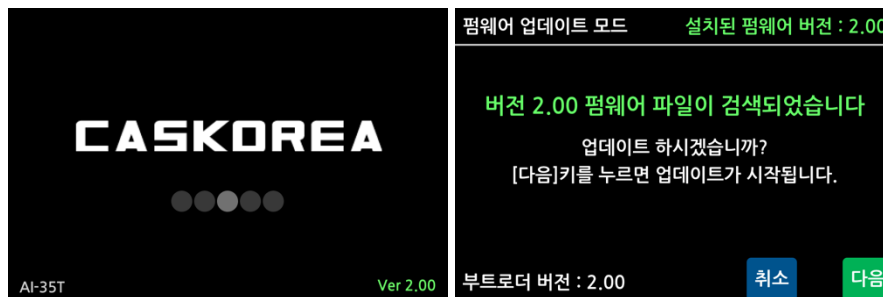 CASKOREA
AI-35T
Ver 2.00
펌웨어 업데이트 모드
설치된 펌웨어 버전 : 2.00
버전 2.00 펌웨어 파일이 검색되었습니다
업데이트 하시겠습니까?
[다음]키를 누르면 업데이트가 시작됩니다.
부트로더 버전 : 2.00
취소
다음